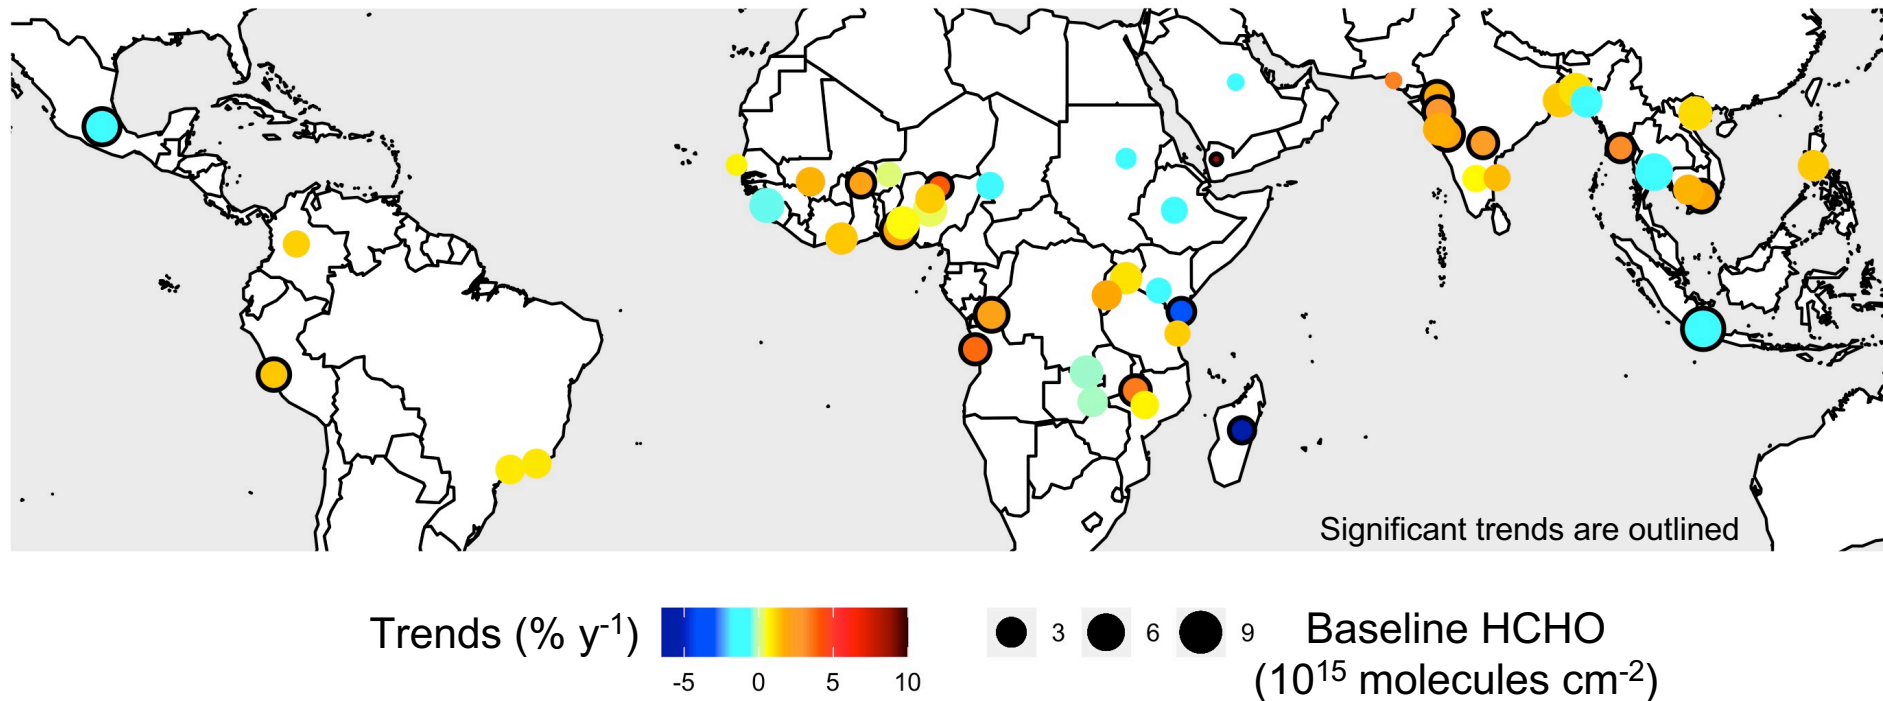 Significant trends are outlined
Trends (% y⁻¹)
-5 0 5 10
3 6 9
Baseline HCHO
(10¹⁵ molecules cm⁻²)